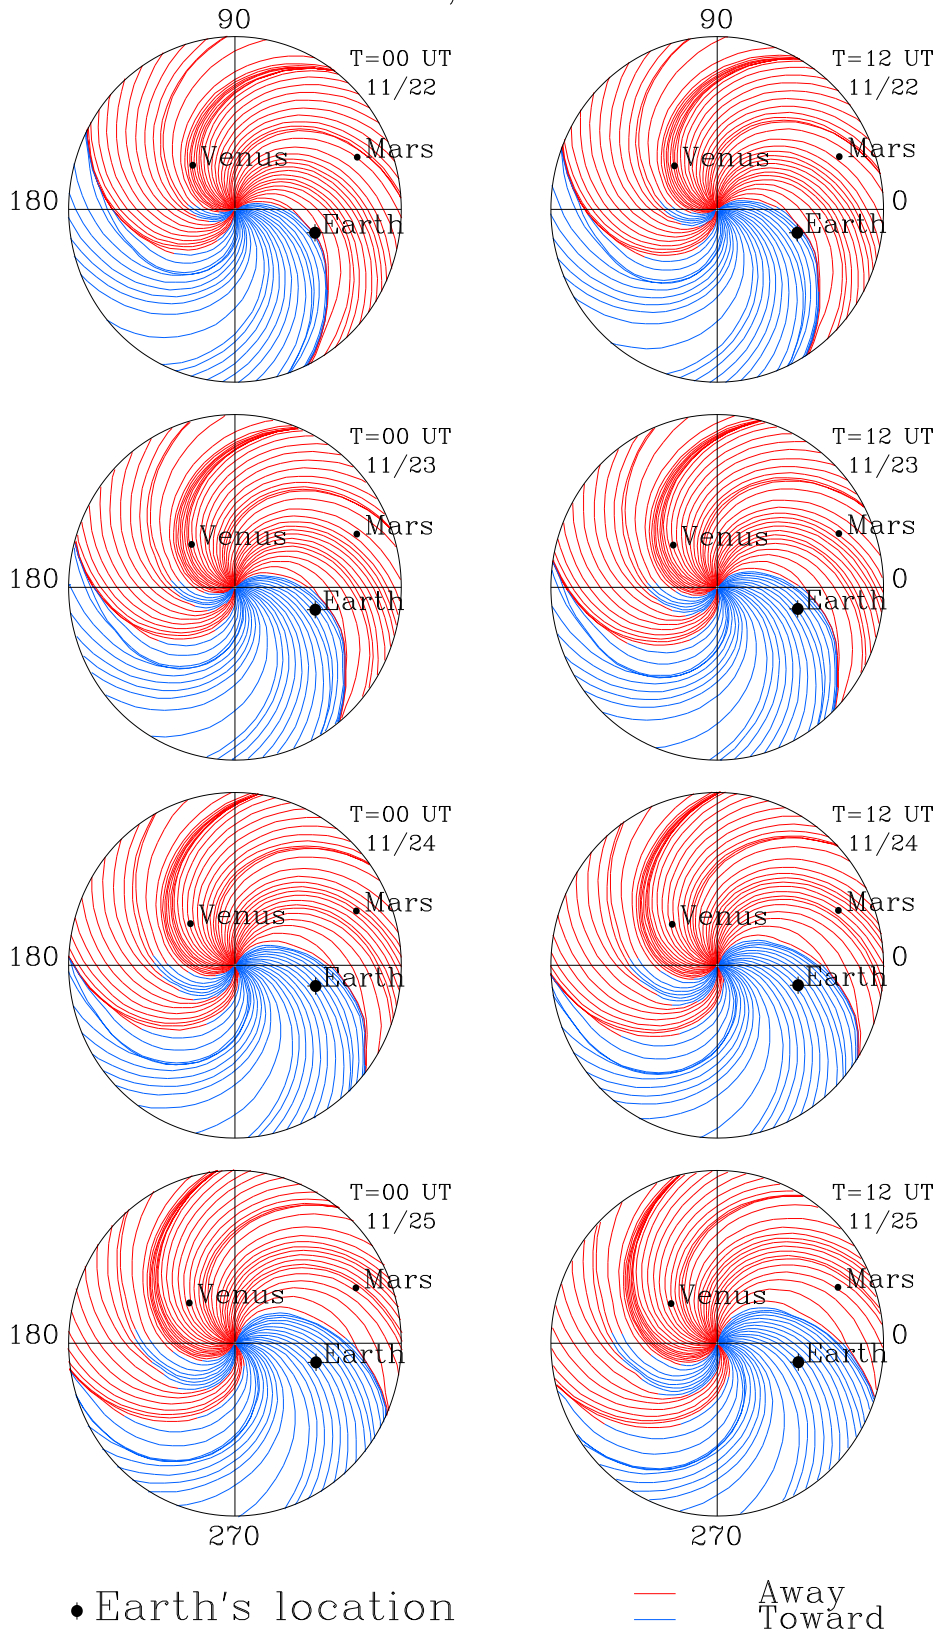 90 90
T=00 UT T=12 UT
11/22 11/22
Venus Mars Venus Mars
180 0
Earth Earth
T=00 UT T=12 UT
11/23 11/23
Venus Mars Venus Mars
180 0
Earth Earth
T=00 UT T=12 UT
11/24 11/24
Venus Mars Venus Mars
180 0
Earth Earth
T=00 UT T=12 UT
11/25 11/25
Venus Mars Venus Mars
180 0
Earth Earth
270 270
Earth's location Away
Toward